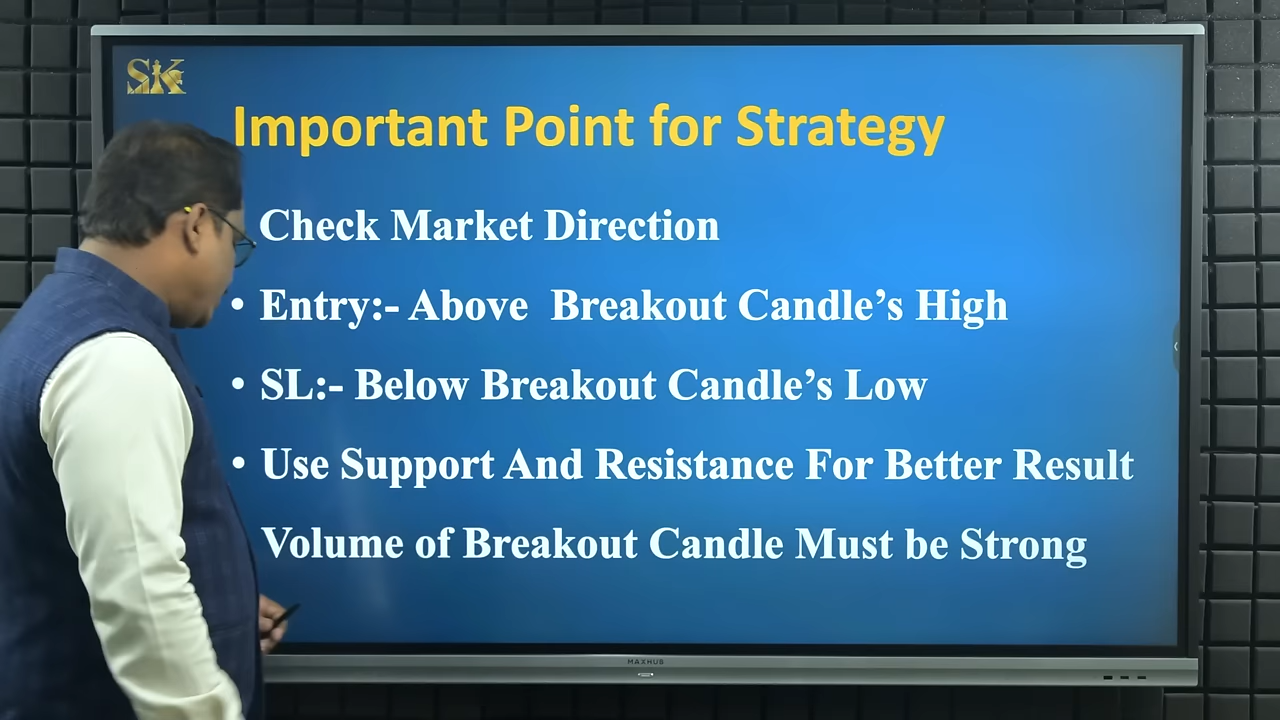 SK
Important Point for Strategy
Check Market Direction
• Entry:- Above Breakout Candle’s High
• SL:- Below Breakout Candle’s Low
• Use Support And Resistance For Better Result
Volume of Breakout Candle Must be Strong
MAXHUB